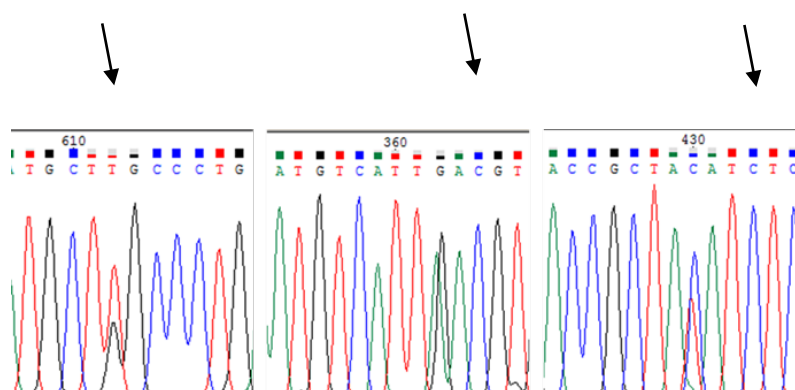 610
T G C T T G C C C T G
360
A T G T C A T T G A C G T
430
A C C G C T A C A T C T C